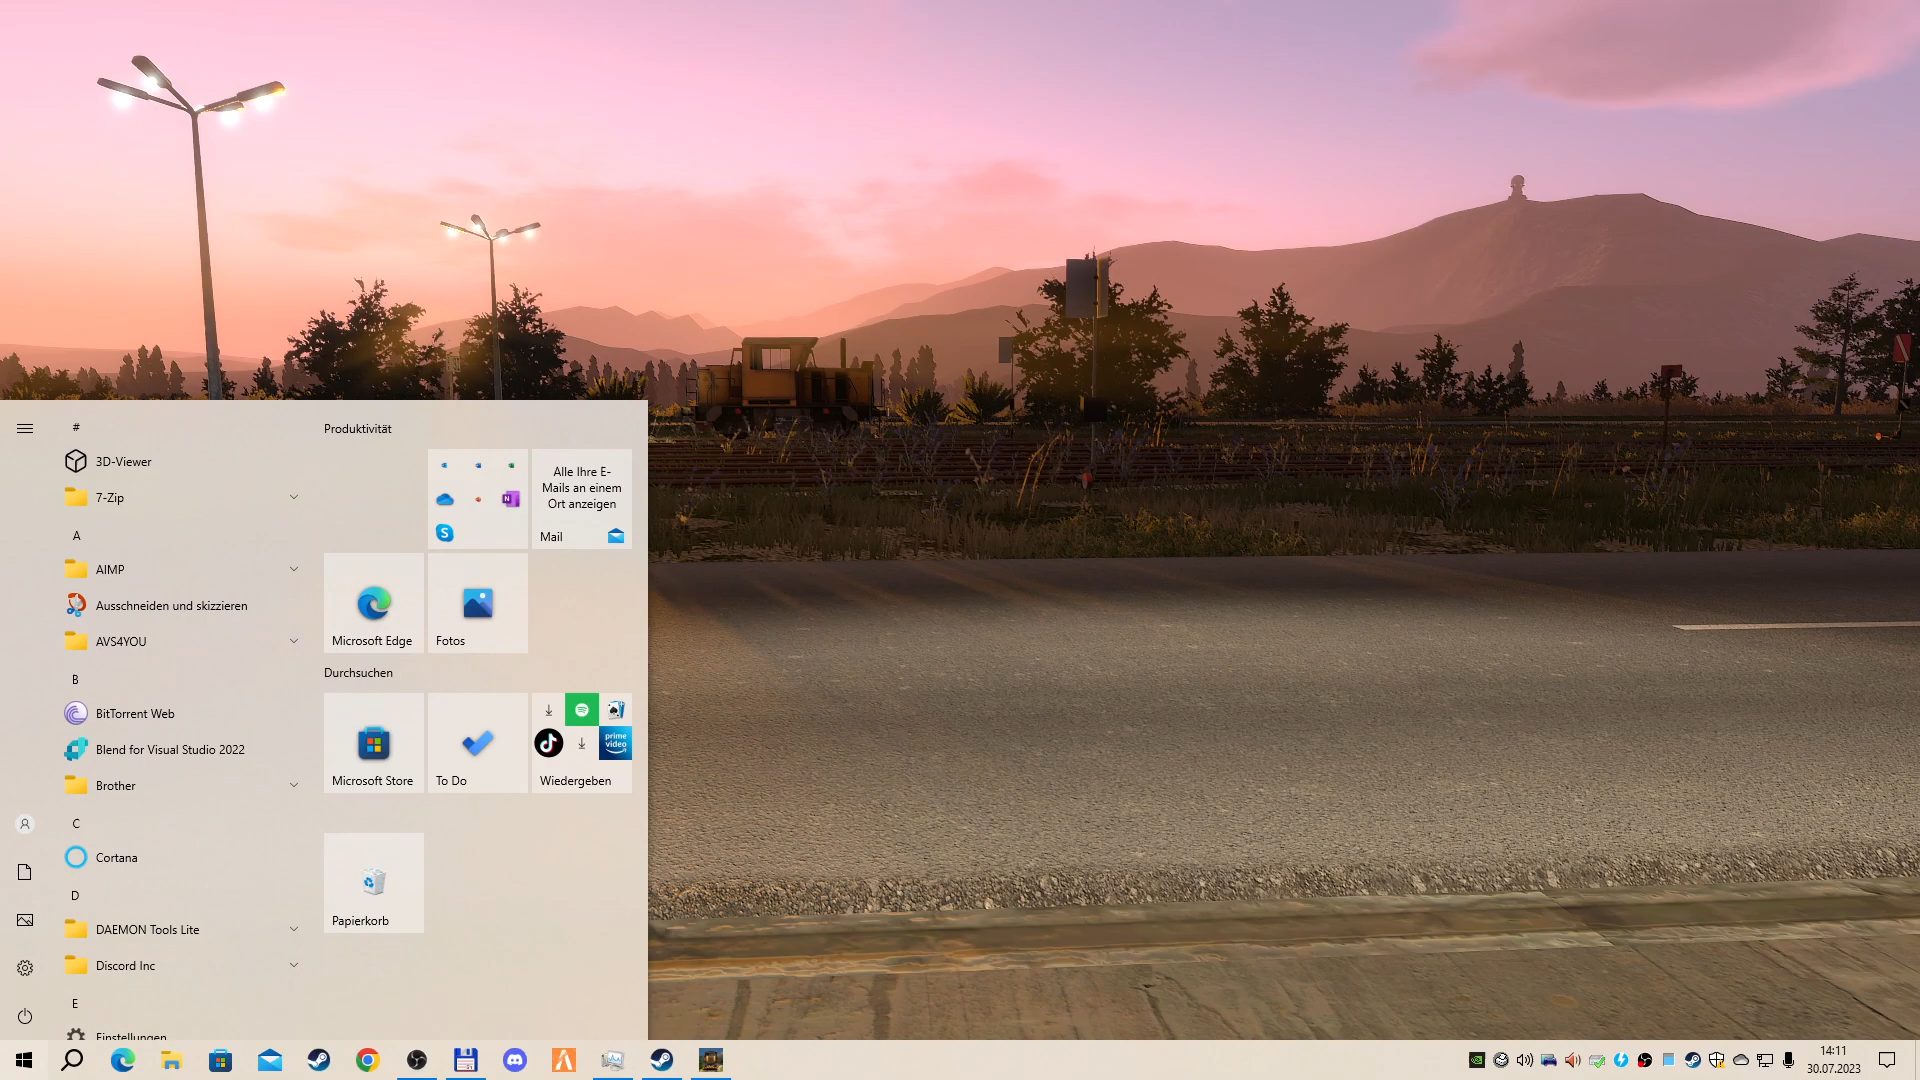 #
3D-Viewer
7-Zip
A
AIMP
Ausschneiden und skizzieren
AVS4YOU
B
BitTorrent Web
Blend for Visual Studio 2022
Brother
C
Cortana
D
DAEMON Tools Lite
Discord Inc
E
Einstellungen
Produktivität
Alle Ihre E-
Mails an einem
Ort anzeigen
Mail
Microsoft Edge
Fotos
Durchsuchen
Microsoft Store
To Do
prime
video
Wiedergeben
Papierkorb
14:11
30.07.2023